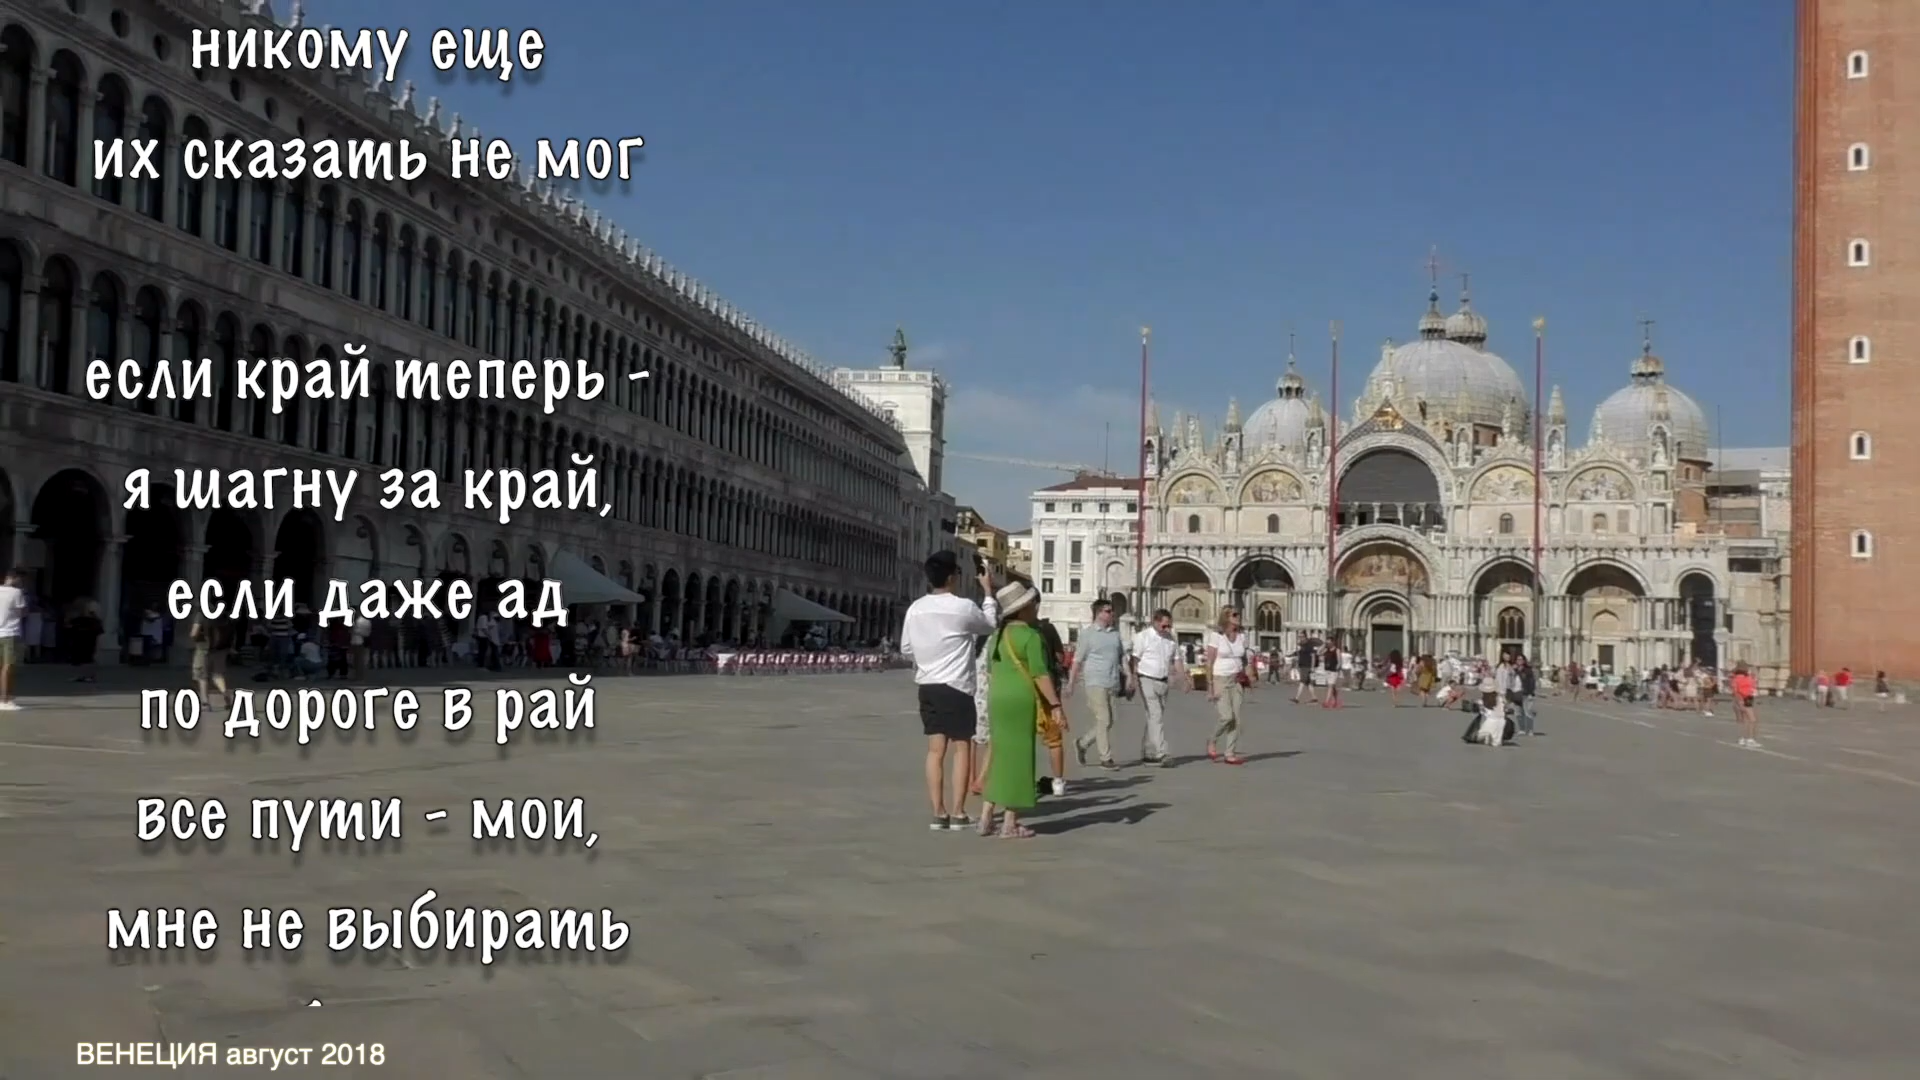 никому еще
их сказать не мог
если край теперь -
я шагну за край,
если даже ад
по дороге в рай
все пути - мои,
мне не выбирать
ВЕНЕЦИЯ август 2018